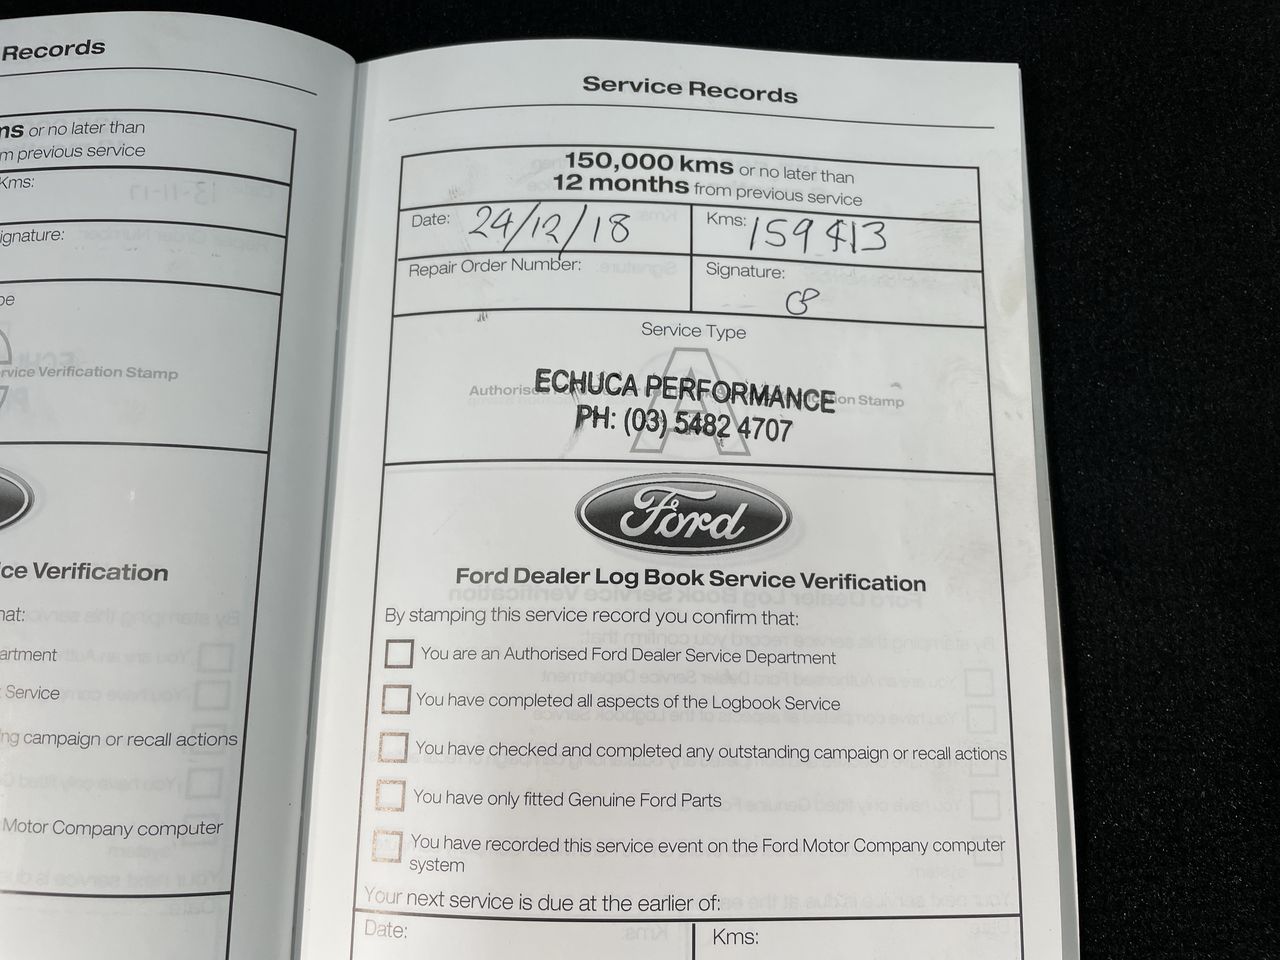 Records
ns or no later than
m previous service
Kms:
ignature:
pe
rvice Verification Stamp
ce Verification
hat:
artment
Service
ng campaign or recall actions
Motor Company computer
Service Records
150,000 kms or no later than
12 months from previous service
Date: 24/12/18
Kms: 159413
Repair Order Number:
Signature: CP
Service Type
A
ECHUCA PERFORMANCE
PH: (03) 5482 4707
Ford
Ford Dealer Log Book Service Verification
By stamping this service record you confirm that:
You are an Authorised Ford Dealer Service Department
You have completed all aspects of the Logbook Service
You have checked and completed any outstanding campaign or recall actions
You have only fitted Genuine Ford Parts
You have recorded this service event on the Ford Motor Company computer
system
Your next service is due at the earlier of:
Date:
Kms: